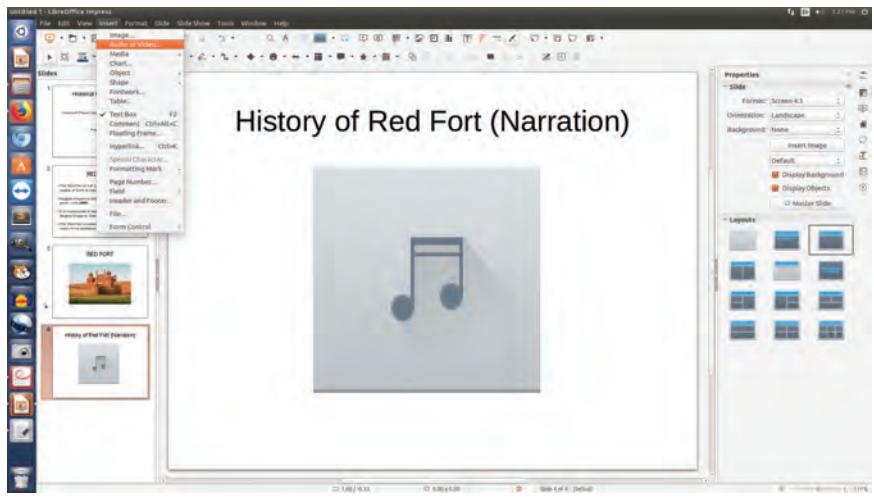 Untitled 1 - LibreOffice Impress
3:21 PM
File Edit View Insert Format Slide Slide Show Tools Window Help
Image...
Audio or Video...
Media
Chart...
Object
Shape
Fontwork...
Table...
Text Box F2
Comment Ctrl+Alt+C
Floating Frame...
Hyperlink... Ctrl+K
Special Character...
Formatting Mark
Page Number...
Field
Header and Footer...
File...
Form Control
Slides
1
2
3
RED FORT
4
History of Red Fort (Narration)
History of Red Fort (Narration)
Properties
Slide
Format: Screen 4:3
Orientation: Landscape
Background: None
Insert Image
Default
Display Background
Display Objects
Master Slide
Layouts
Slide 4 of 4 Default